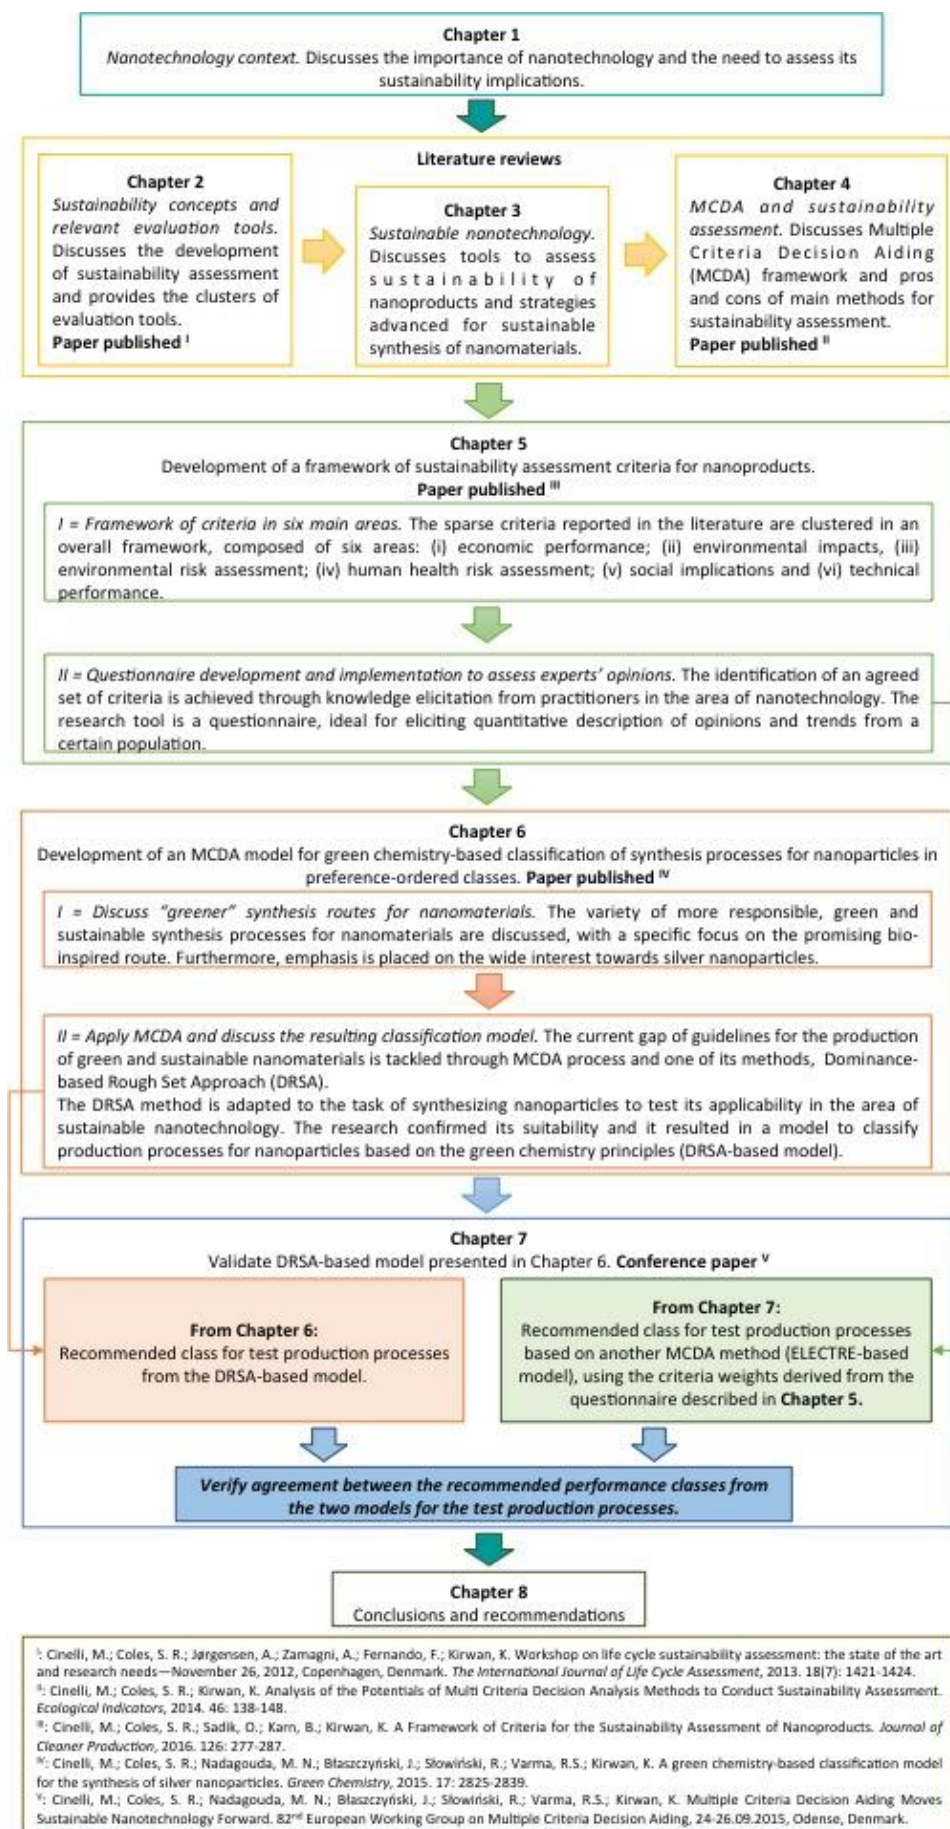 Chapter 1
Nanotechnology context. Discusses the importance of nanotechnology and the need to assess its
sustainability implications.
Literature reviews
Chapter 2
Sustainability concepts and
relevant evaluation tools.
Discusses the development
of sustainability assessment
and provides the clusters of
evaluation tools.
Paper published I
Chapter 3
Sustainable nanotechnology.
Discusses tools to assess
sustainability of
nanoproducts and strategies
advanced for sustainable
synthesis of nanomaterials.
Chapter 4
MCDA and sustainability
assessment. Discusses Multiple
Criteria Decision Aiding
(MCDA) framework and pros
and cons of main methods for
sustainability assessment.
Paper published II
Chapter 5
Development of a framework of sustainability assessment criteria for nanoproducts.
Paper published III
I = Framework of criteria in six main areas. The sparse criteria reported in the literature are clustered in an
overall framework, composed of six areas: (i) economic performance; (ii) environmental impacts, (iii)
environmental risk assessment; (iv) human health risk assessment; (v) social implications and (vi) technical
performance.
II = Questionnaire development and implementation to assess experts' opinions. The identification of an agreed
set of criteria is achieved through knowledge elicitation from practitioners in the area of nanotechnology. The
research tool is a questionnaire, ideal for eliciting quantitative description of opinions and trends from a
certain population.
Chapter 6
Development of an MCDA model for green chemistry-based classification of synthesis processes for nanoparticles in
preference-ordered classes. Paper published IV
I = Discuss "greener" synthesis routes for nanomaterials. The variety of more responsible, green and
sustainable synthesis processes for nanomaterials are discussed, with a specific focus on the promising bio-
inspired route. Furthermore, emphasis is placed on the wide interest towards silver nanoparticles.
II = Apply MCDA and discuss the resulting classification model. The current gap of guidelines for the production
of green and sustainable nanomaterials is tackled through MCDA process and one of its methods, Dominance-
based Rough Set Approach (DRSA).
The DRSA method is adapted to the task of synthesizing nanoparticles to test its applicability in the area of
sustainable nanotechnology. The research confirmed its suitability and it resulted in a model to classify
production processes for nanoparticles based on the green chemistry principles (DRSA-based model).
Chapter 7
Validate DRSA-based model presented in Chapter 6. Conference paper V
From Chapter 6:
Recommended class for test production processes
from the DRSA-based model.
From Chapter 7:
Recommended class for test production processes
based on another MCDA method (ELECTRE-based
model), using the criteria weights derived from the
questionnaire described in Chapter 5.
Verify agreement between the recommended performance classes from
the two models for the test production processes.
Chapter 8
Conclusions and recommendations
I: Cinelli, M.; Coles, S. R.; Jørgensen, A.; Zamagni, A.; Fernando, F.; Kirwan, K. Workshop on life cycle sustainability assessment: the state of the art
and research needs—November 26, 2012, Copenhagen, Denmark. The International Journal of Life Cycle Assessment, 2013. 18(7): 1421-1424.
II: Cinelli, M.; Coles, S. R.; Kirwan, K. Analysis of the Potentials of Multi Criteria Decision Analysis Methods to Conduct Sustainability Assessment.
Ecological Indicators, 2014. 46: 138-148.
III: Cinelli, M.; Coles, S. R.; Sadik, O.; Karn, B.; Kirwan, K. A Framework of Criteria for the Sustainability Assessment of Nanoproducts. Journal of
Cleaner Production, 2016. 126: 277-287.
IV: Cinelli, M.; Coles, S. R.; Nadagouda, M. N.; Błaszczyński, J.; Słowiński, R.; Varma, R.S.; Kirwan, K. A green chemistry-based classification model
for the synthesis of silver nanoparticles. Green Chemistry, 2015. 17: 2825-2839.
V: Cinelli, M.; Coles, S. R.; Nadagouda, M. N.; Błaszczyński, J.; Słowiński, R.; Varma, R.S.; Kirwan, K. Multiple Criteria Decision Aiding Moves
Sustainable Nanotechnology Forward. 82nd European Working Group on Multiple Criteria Decision Aiding, 24-26.09.2015, Odense, Denmark.